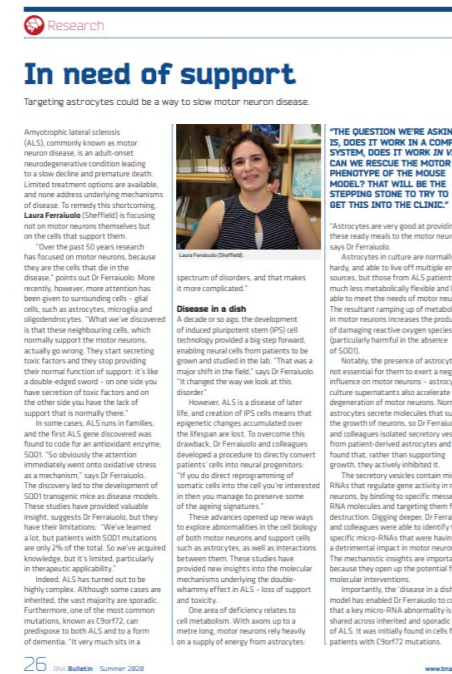 Research
In need of support
Targeting astrocytes could be a way to slow motor neuron disease.
Amyotrophic lateral sclerosis
(ALS), commonly known as motor
neuron disease, is an adult-onset
neurodegenerative condition leading
to a slow decline and premature death.
Limited treatment options are available,
and none address underlying mechanisms
of disease. To remedy this shortcoming,
Laura Ferraiuolo (Sheffield) is focusing
not on motor neurons themselves but
on the cells that support them.
"Over the past 50 years research
has focused on motor neurons, because
they are the cells that die in the
disease," points out Dr Ferraiuolo. More
recently, however, more attention has
been given to surrounding cells – glial
cells, such as astrocytes, microglia and
oligodendrocytes. "What we've discovered
is that these neighbouring cells, which
normally support the motor neurons,
actually go wrong. They start secreting
toxic factors and they stop providing
their normal function of support: it's like
a double-edged sword – on one side you
have secretion of toxic factors and on
the other side you have the lack of
support that is normally there."
In some cases, ALS runs in families,
and the first ALS gene discovered was
found to code for an antioxidant enzyme,
SOD1. "So obviously the attention
immediately went onto oxidative stress
as a mechanism," says Dr Ferraiuolo.
The discovery led to the development of
SOD1 transgenic mice as disease models.
These studies have provided valuable
insight, suggests Dr Ferraiuolo, but they
have their limitations: "We've learned
a lot, but patients with SOD1 mutations
are only 2% of the total. So we've acquired
knowledge, but it's limited, particularly
in therapeutic applicability."
Indeed, ALS has turned out to be
highly complex. Although some cases are
inherited, the vast majority are sporadic.
Furthermore, one of the most common
mutations, known as C9orf72, can
predispose to both ALS and to a form
of dementia. "It very much sits in a
Laura Ferraiuolo (Sheffield).
spectrum of disorders, and that makes
it more complicated."
Disease in a dish
A decade or so ago, the development
of induced pluripotent stem (iPS) cell
technology provided a big step forward,
enabling neural cells from patients to be
grown and studied in the lab. "That was a
major shift in the field," says Dr Ferraiuolo.
"It changed the way we look at this
disorder."
However, ALS is a disease of later
life, and creation of iPS cells means that
epigenetic changes accumulated over
the lifespan are lost. To overcome this
drawback, Dr Ferraiuolo and colleagues
developed a procedure to directly convert
patients' cells into neural progenitors:
"If you do direct reprogramming of
somatic cells into the cell you're interested
in then you manage to preserve some
of the ageing signatures."
These advances opened up new ways
to explore abnormalities in the cell biology
of both motor neurons and support cells
such as astrocytes, as well as interactions
between them. These studies have
provided new insights into the molecular
mechanisms underlying the double-
whammy effect in ALS – loss of support
and toxicity.
One area of deficiency relates to
cell metabolism. With axons up to a
metre long, motor neurons rely heavily
on a supply of energy from astrocytes:
"THE QUESTION WE'RE ASKIN
IS, DOES IT WORK IN A COMP
SYSTEM, DOES IT WORK IN V
CAN WE RESCUE THE MOTOR
PHENOTYPE OF THE MOUSE
MODEL? THAT WILL BE THE
STEPPING STONE TO TRY TO
GET THIS INTO THE CLINIC."
"Astrocytes are very good at providin
these ready meals to the motor neur
says Dr Ferraiuolo.
Astrocytes in culture are normally
hardy, and able to live off multiple en
sources, but those from ALS patient
much less metabolically flexible and l
able to meet the needs of motor neu
The resultant ramping up of metabol
in motor neurons increases the produ
of damaging reactive oxygen species
(particularly harmful in the absence
of SOD1).
Notably, the presence of astrocyt
not essential for them to exert a neg
influence on motor neurons – astrocy
culture supernatants also accelerate
degeneration of motor neurons. Norm
astrocytes secrete molecules that su
the growth of neurons, so Dr Ferraiuo
and colleagues isolated secretory ves
from patient-derived astrocytes and
found that, rather than supporting
growth, they actively inhibited it.
The secretory vesicles contain mi
RNAs that regulate gene activity in n
neurons, by binding to specific messe
RNA molecules and targeting them f
destruction. Digging deeper, Dr Ferra
and colleagues were able to identify t
specific micro-RNAs that were havin
a detrimental impact in motor neuro
The mechanistic insights are importa
because they open up the potential f
molecular interventions.
Importantly, the 'disease in a dish
model has enabled Dr Ferraiuolo to co
that a key micro-RNA abnormality is
shared across inherited and sporadic
of ALS. It was initially found in cells f
patients with C9orf72 mutations.
26 BNA Bulletin Summer 2020
www.bna